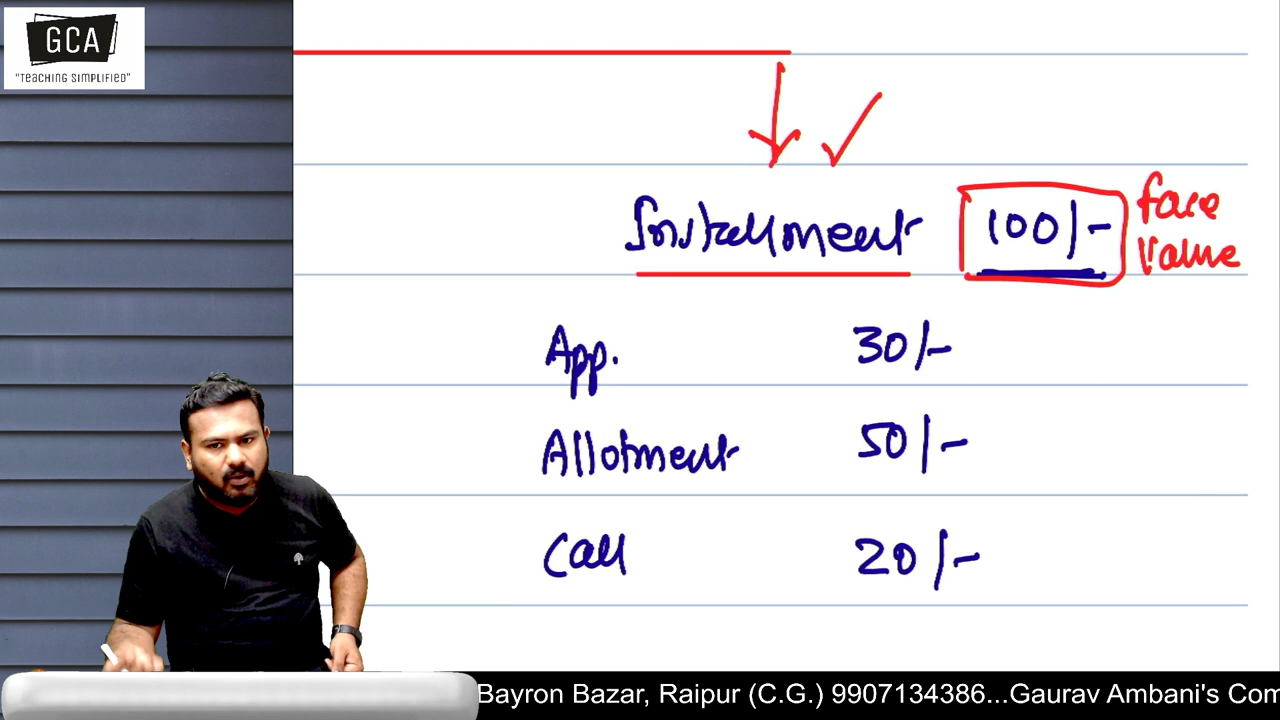 GCA
"TEACHING SIMPLIFIED"
Installment 100/- face value
App. 30/-
Allotment 50/-
Call 20/-
Bayron Bazar, Raipur (C.G.) 9907134386...Gaurav Ambani's Com